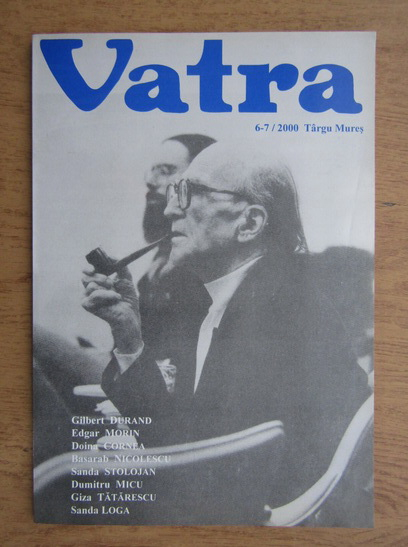 Vatra
6-7 / 2000 Târgu Mureş
Gilbert DURAND
Edgar MORIN
Doina CORNEA
Basarab NICOLESCU
Sanda STOLOJAN
Dumitru MICU
Giza TĂTĂRESCU
Sanda LOGA